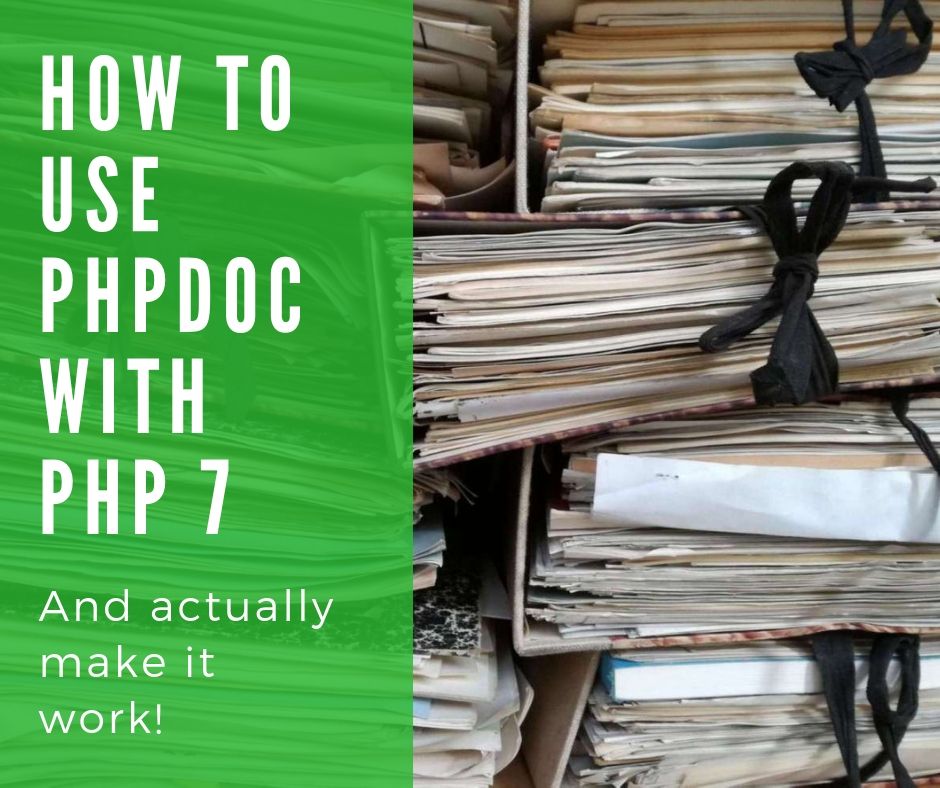 HOW TO
USE
PHPDOC
WITH
PHP 7
And actually
make it
work!